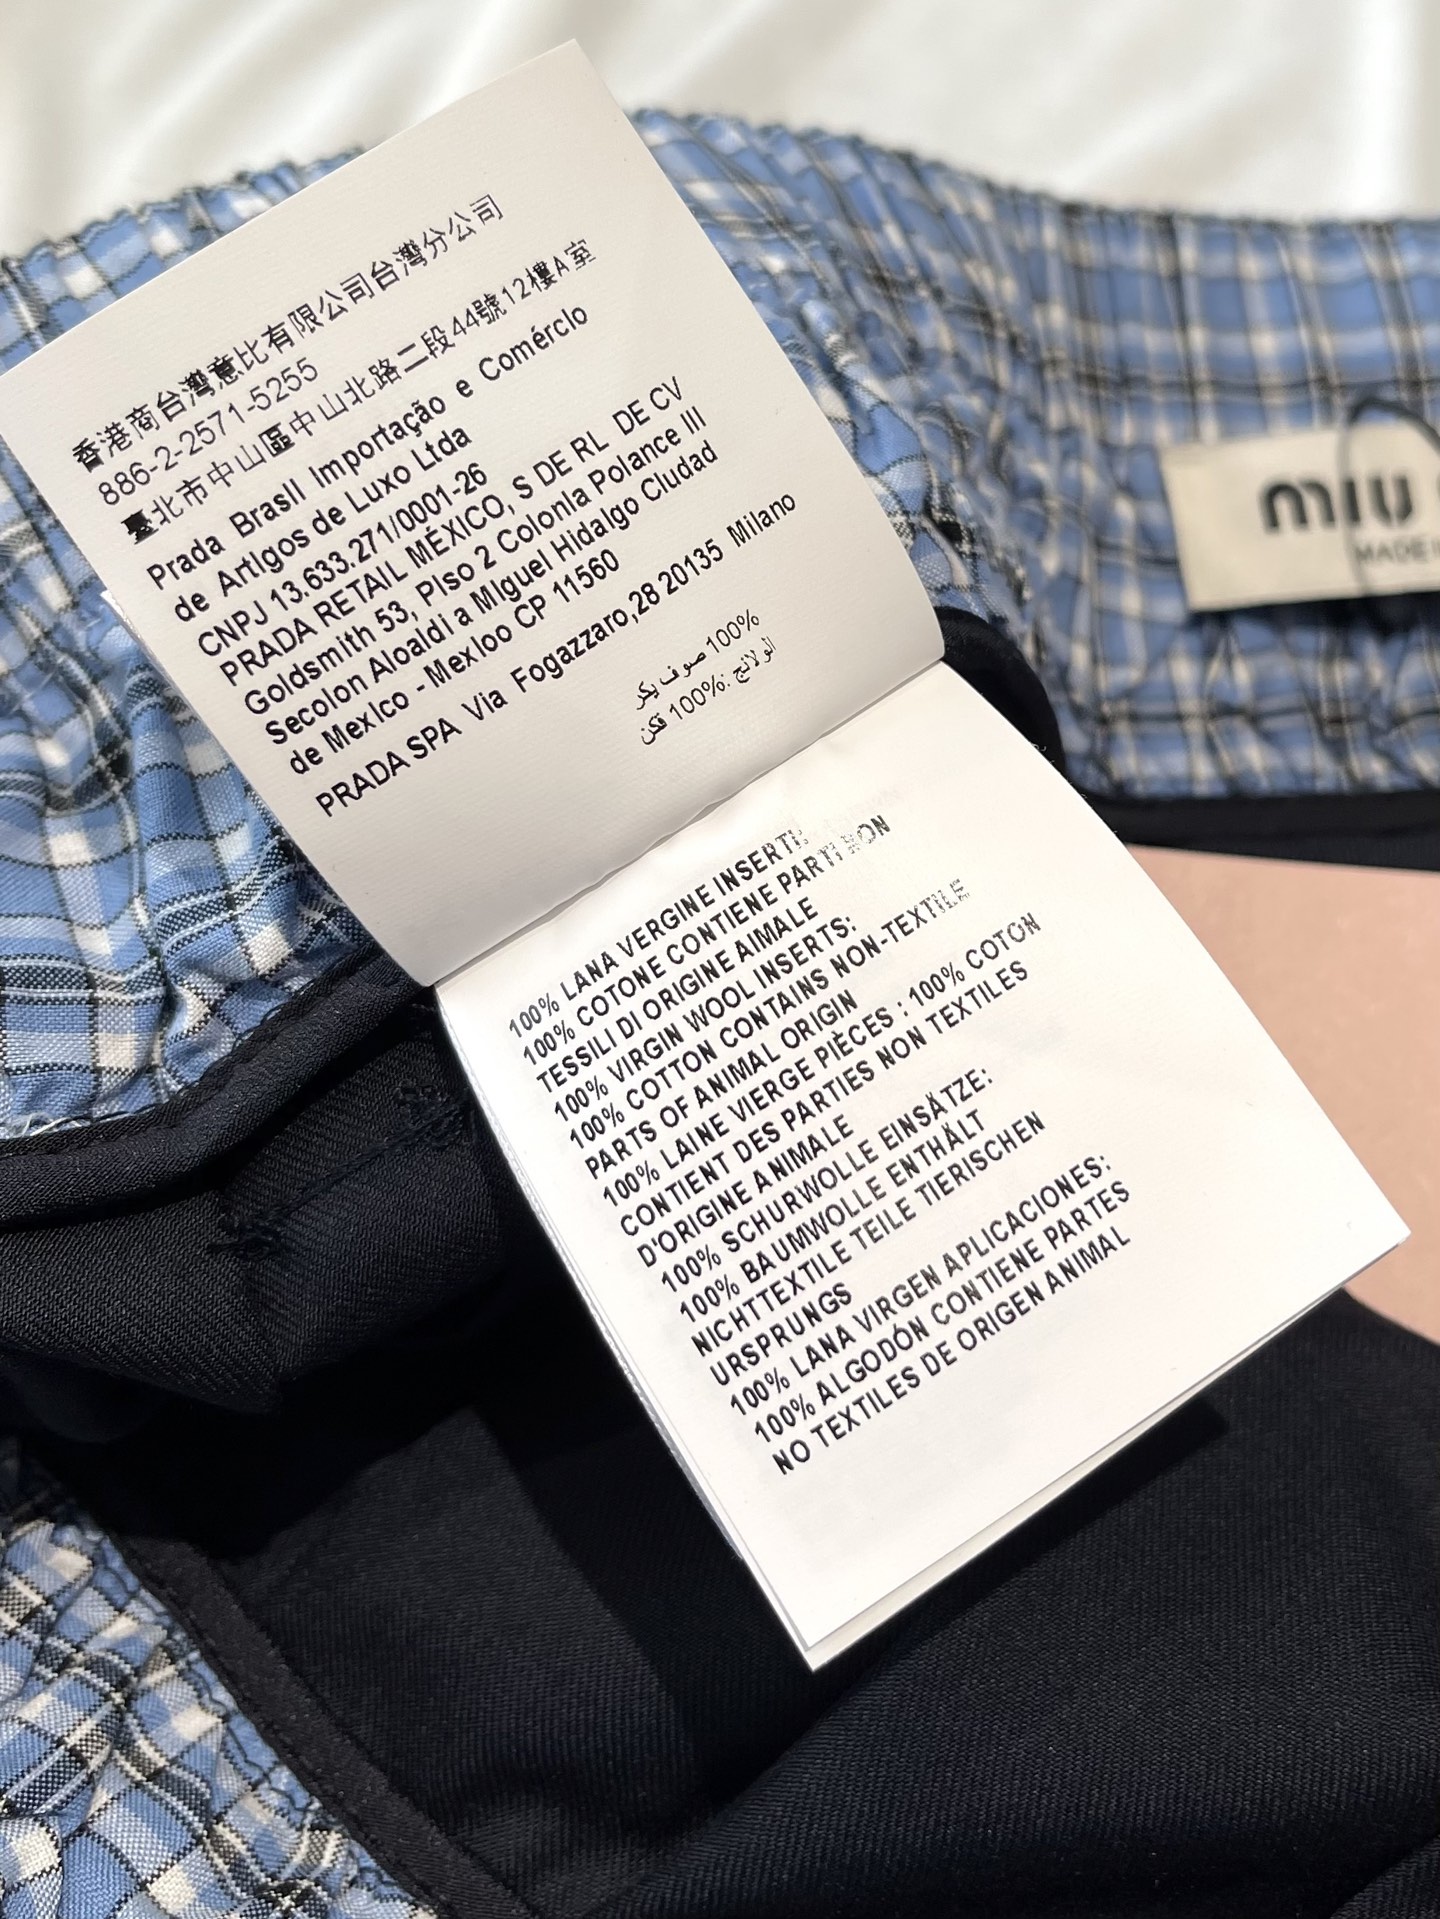 香港商台灣意比有限公司台灣分公司
886-2-2571-5255
臺北市中山區中山北路二段44號12樓A室
Prada BrasIl Importação e Comércio
de ArtIgos de Luxo Ltda
CNPJ 13.633.271/0001-26
PRADA RETAIL MÉXICO, S DE RL DE CV
Goldsmith 53, PIso 2 ColonIa Polance III
Secolon Aloaldi a MIguel HIdalgo CIudad
de MexIco - Mexloo CP 11560
PRADA SPA Via Fogazzaro,28 20135 Milano
100% صوف بكر
100%: فكن
100% LANA VERGINE INSERTI:
100% COTONE CONTIENE PARTI NON
TESSILI DI ORIGINE AIMALE
100% VIRGIN WOOL INSERTS:
100% COTTON CONTAINS NON-TEXTILE
PARTS OF ANIMAL ORIGIN
100% LAINE VIERGE PIÈCES : 100% COTON
CONTIENT DES PARTIES NON TEXTILES
D'ORIGINE ANIMALE
100% SCHURWOLLE EINSÄTZE:
100% BAUMWOLLE ENTHÄLT
NICHTTEXTILE TEILE TIERISCHEN
URSPRUNGS
100% LANA VIRGEN APLICACIONES:
100% ALGODÓN CONTIENE PARTES
NO TEXTILES DE ORIGEN ANIMAL
miu
MADE